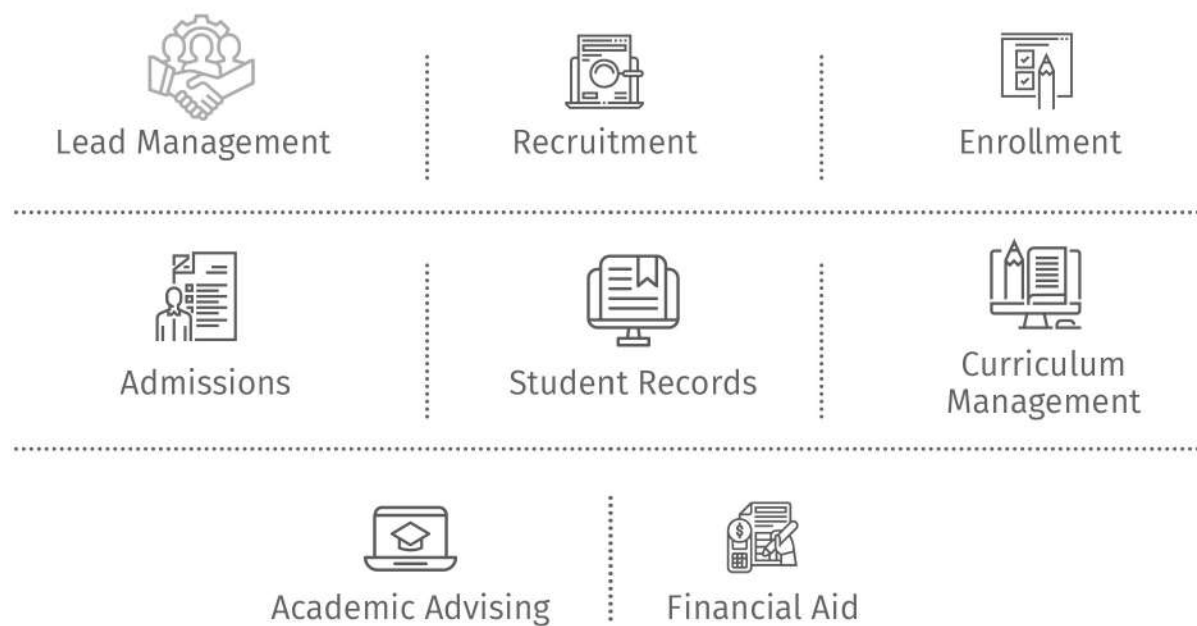 Lead Management
Recruitment
Enrollment
Admissions
Student Records
Curriculum
Management
Academic Advising
Financial Aid
$